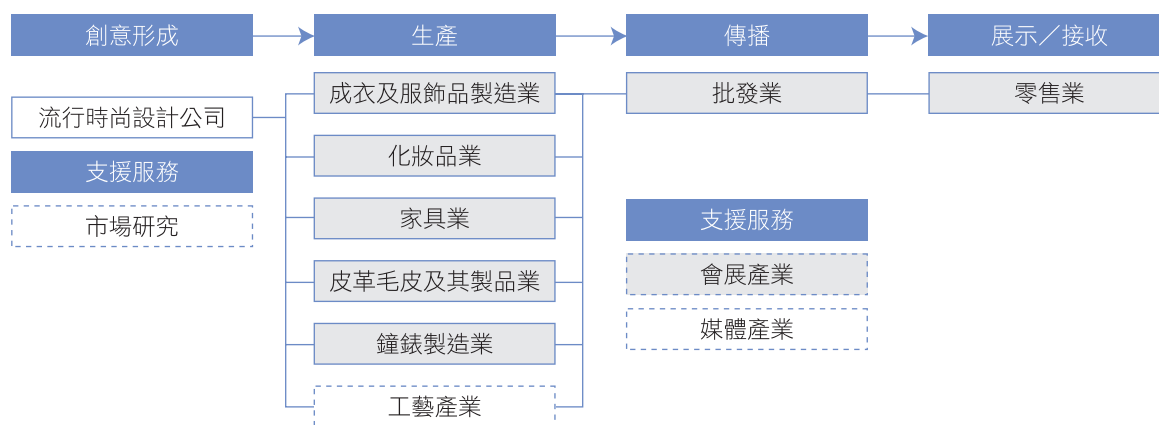 創意形成
生產
傳播
展示／接收
流行時尚設計公司
支援服務
市場研究
成衣及服飾品製造業
化妝品業
家具業
皮革毛皮及其製品業
鐘錶製造業
工藝產業
批發業
支援服務
會展產業
媒體產業
零售業